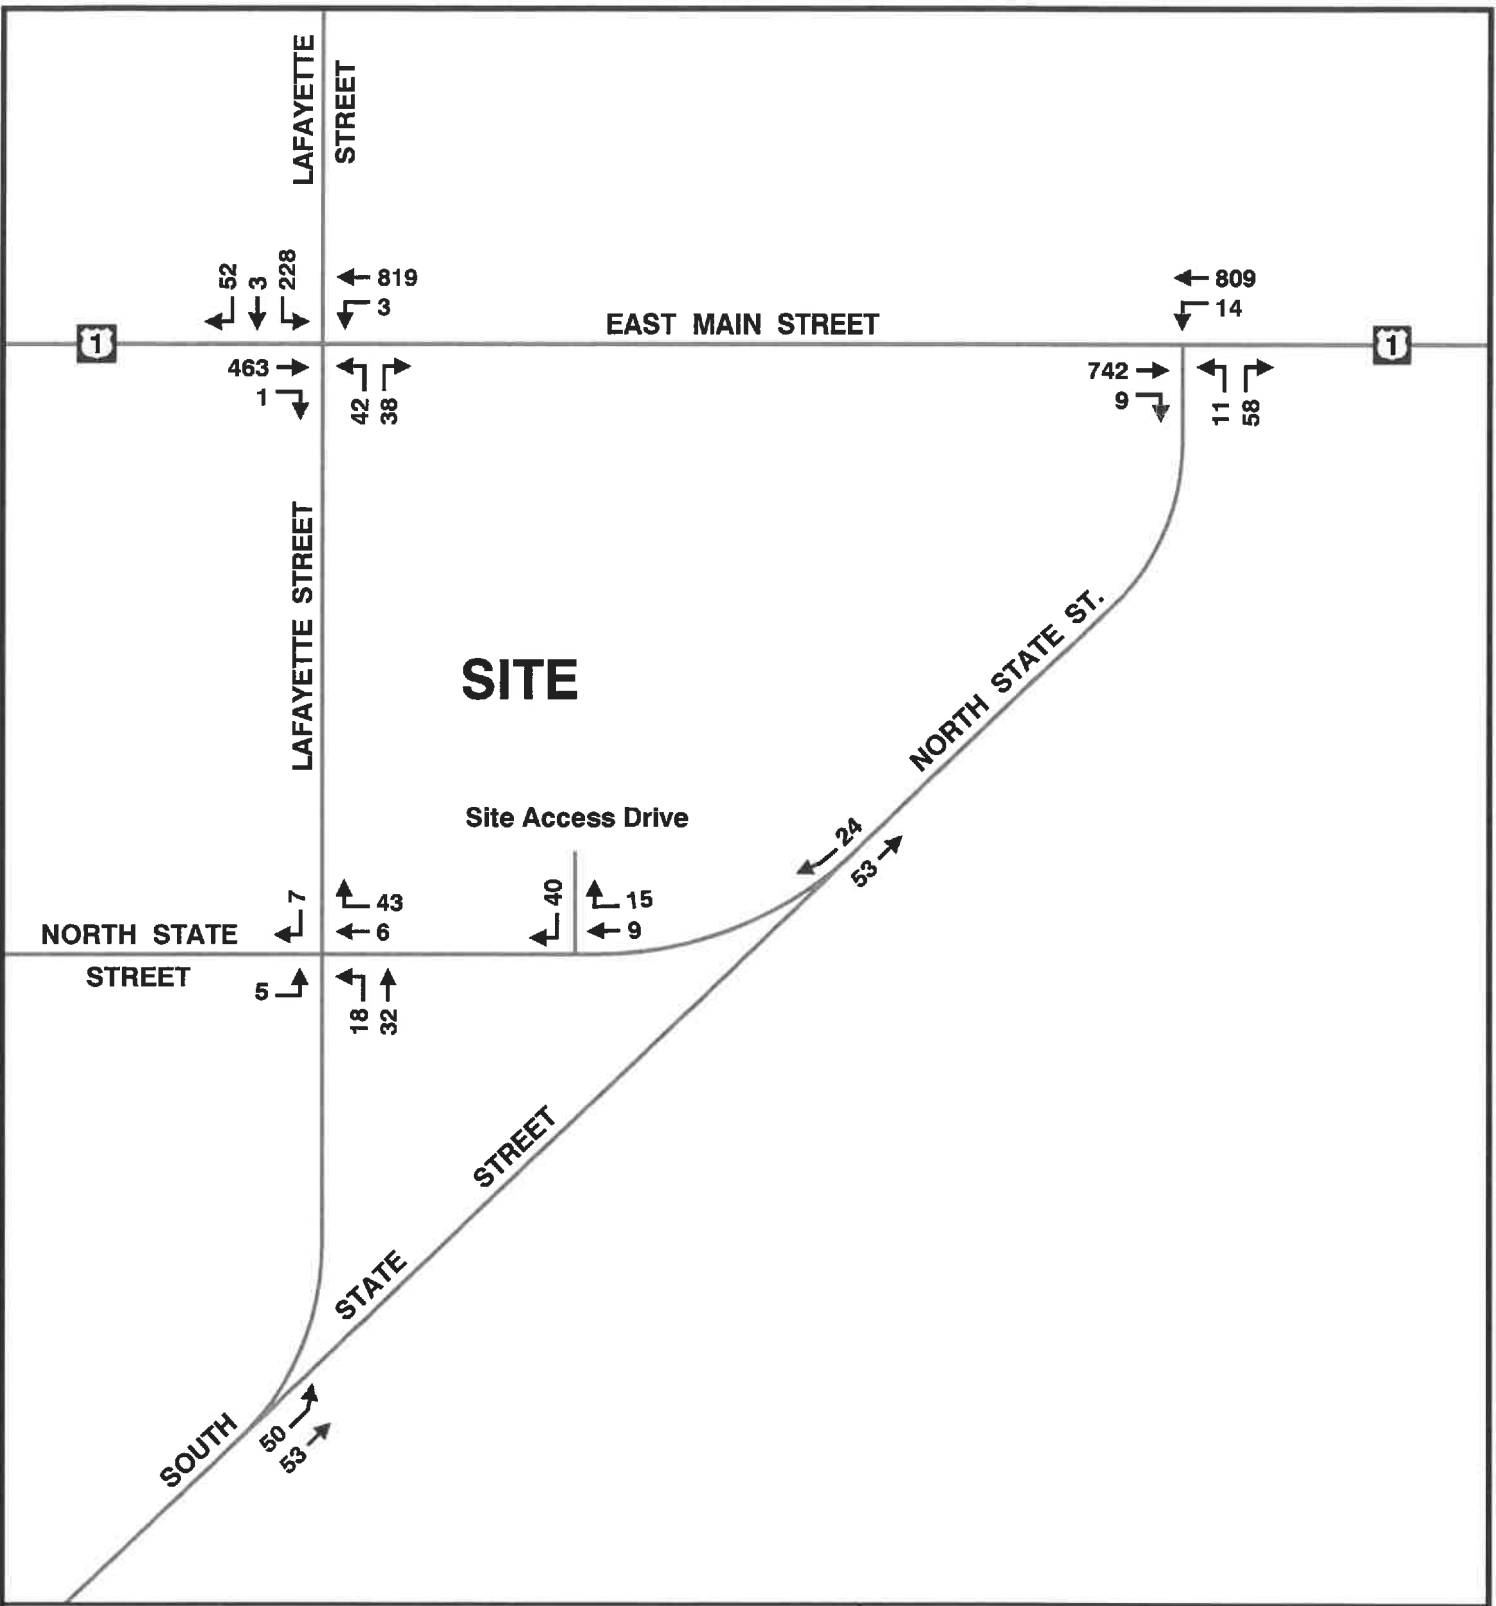 LAFAYETTE
STREET
52
3
228
819
3
EAST MAIN STREET
809
14
1
1
463
1
42
38
742
9
11
58
LAFAYETTE STREET
NORTH STATE ST.
SITE
Site Access Drive
24
53
7
43
6
40
15
9
NORTH STATE
STREET
5
18
32
STREET
STATE
SOUTH
50
53